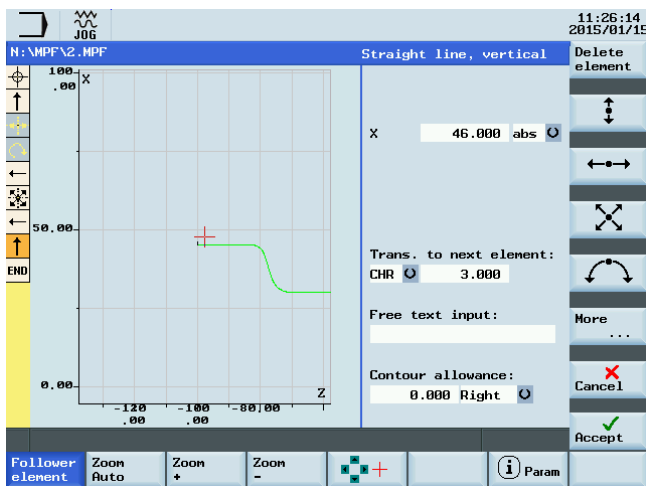 JOG
11:26:14
2015/01/15
N:\MPF\2.MPF
Straight line, vertical
Delete element
100
.00
X
X 46.000 abs
50.00
END
Trans. to next element:
CHR 3.000
Free text input:
More
...
Contour allowance:
0.000 Right
Cancel
0.00
Z
-120
.00
-100
.00
-80.00
Accept
Follower element
Zoom Auto
Zoom +
Zoom -
i Param